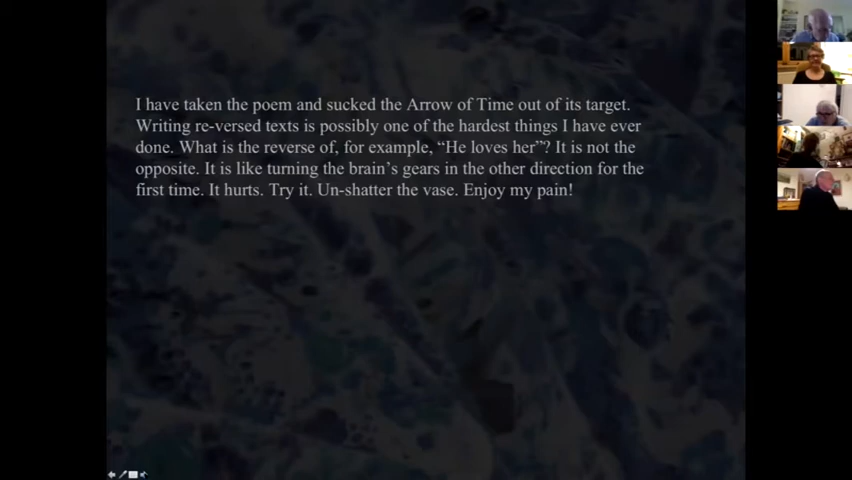 I have taken the poem and sucked the Arrow of Time out of its target.
Writing re-versed texts is possibly one of the hardest things I have ever
done. What is the reverse of, for example, “He loves her”? It is not the
opposite. It is like turning the brain’s gears in the other direction for the
first time. It hurts. Try it. Un-shatter the vase. Enjoy my pain!